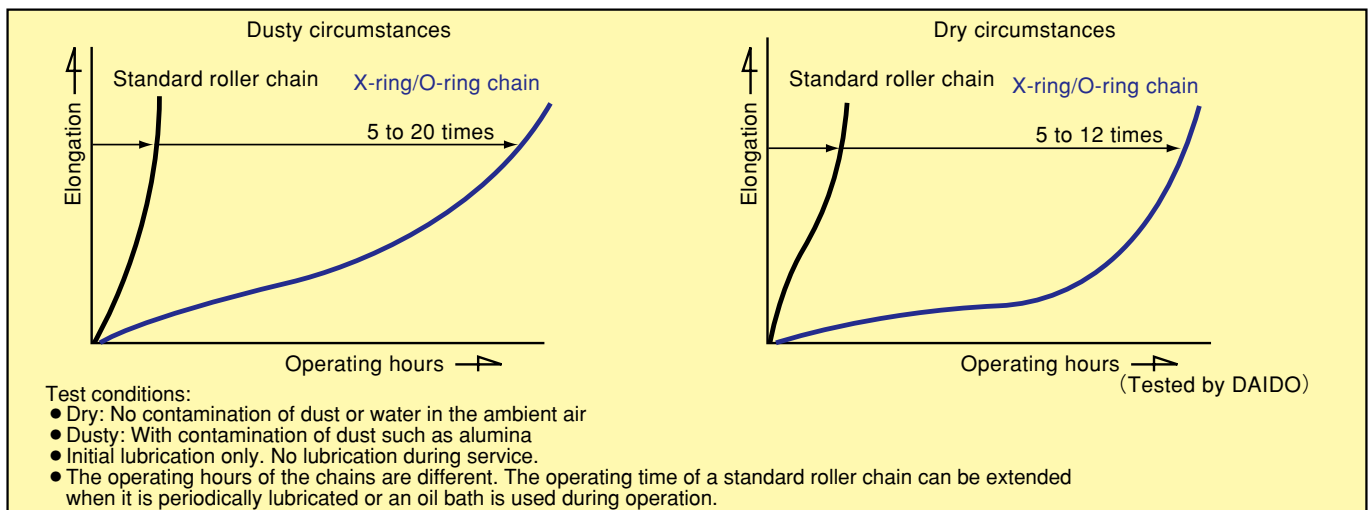 Dusty circumstances
Elongation
Standard roller chain
X-ring/O-ring chain
5 to 20 times
Operating hours
Dry circumstances
Elongation
Standard roller chain
X-ring/O-ring chain
5 to 12 times
Operating hours
(Tested by DAIDO)
Test conditions:
● Dry: No contamination of dust or water in the ambient air
● Dusty: With contamination of dust such as alumina
● Initial lubrication only. No lubrication during service.
● The operating hours of the chains are different. The operating time of a standard roller chain can be extended
when it is periodically lubricated or an oil bath is used during operation.